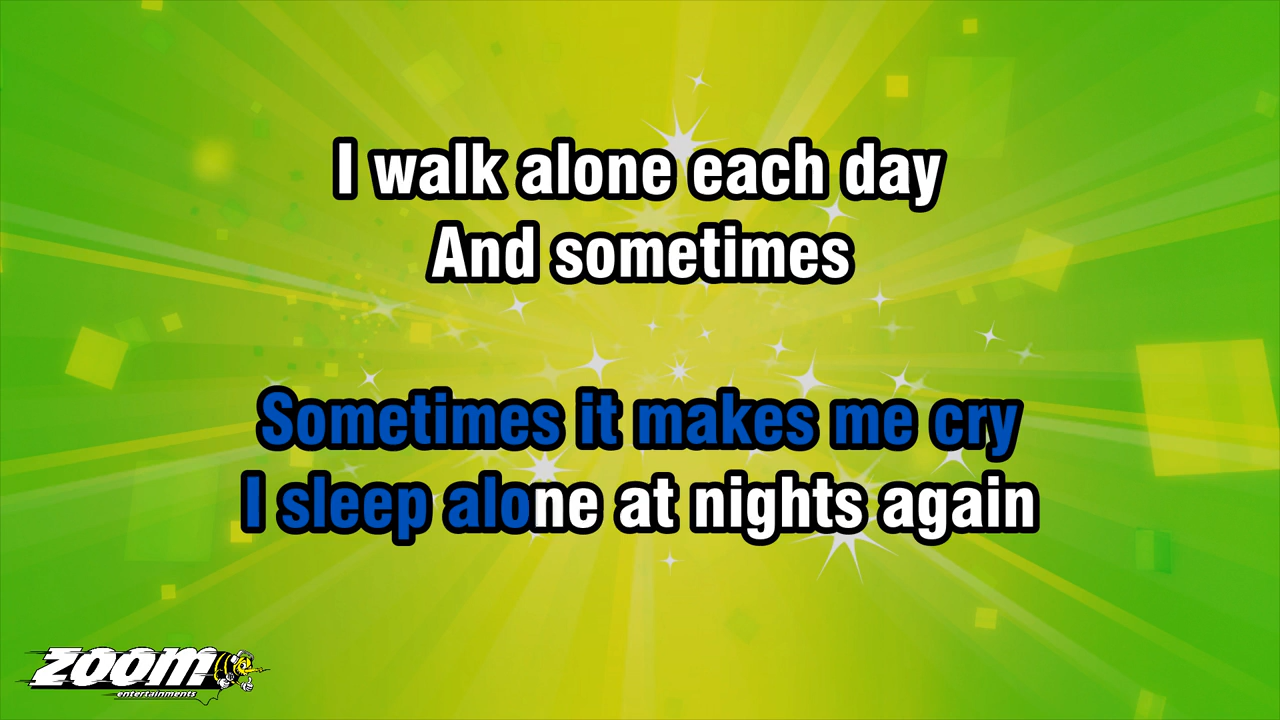 I walk alone each day
And sometimes
Sometimes it makes me cry
I sleep alone at nights again
zoom
entertainments